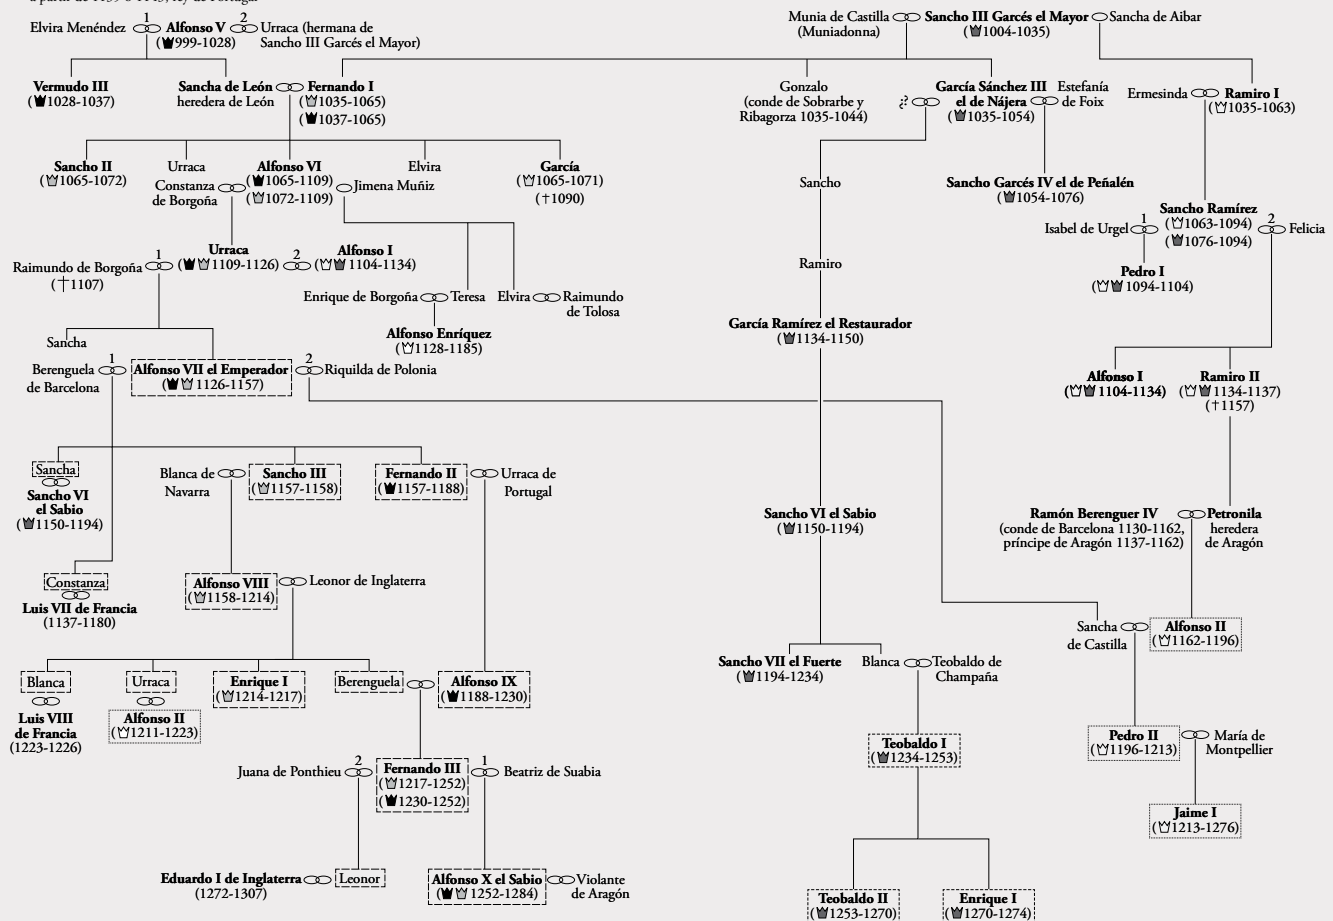 Elvira Menéndez
1
Alfonso V
(999-1028)
2
Urraca (hermana de
Sancho III Garcés el Mayor)
Munia de Castilla
(Muniadonna)
Sancho III Garcés el Mayor
(1004-1035)
Sancha de Aibar
Vermudo III
(1028-1037)
Sancha de León
heredera de León
Fernando I
(1035-1065)
(1037-1065)
Gonzalo
(conde de Sobrarbe y
Ribagorza 1035-1044)
¿?
García Sánchez III
el de Nájera
(1035-1054)
Estefanía
de Foix
Ermesinda
Ramiro I
(1035-1063)
Sancho II
(1065-1072)
Urraca
Constanza
de Borgoña
Alfonso VI
(1065-1109)
(1072-1109)
Jimena Muñiz
Elvira
García
(1065-1071)
(†1090)
Sancho
Sancho Garcés IV el de Peñalén
(1054-1076)
Isabel de Urgel
1
Sancho Ramírez
(1063-1094)
(1076-1094)
2
Felicia
Raimundo de Borgoña
(†1107)
1
Urraca
(1109-1126)
2
Alfonso I
(1104-1134)
Ramiro
Pedro I
(1094-1104)
Enrique de Borgoña
Teresa
Elvira
Raimundo
de Tolosa
Alfonso Enríquez
(1128-1185)
García Ramírez el Restaurador
(1134-1150)
Sancha
Berenguela
de Barcelona
1
Alfonso VII el Emperador
(1126-1157)
2
Riquilda de Polonia
Alfonso I
(1104-1134)
Ramiro II
(1134-1137)
(†1157)
Sancha
Sancho VI
el Sabio
(1150-1194)
Blanca de
Navarra
Sancho III
(1157-1158)
Fernando II
(1157-1188)
Urraca de
Portugal
Sancho VI el Sabio
(1150-1194)
Ramón Berenguer IV
(conde de Barcelona 1130-1162,
príncipe de Aragón 1137-1162)
Petronila
heredera
de Aragón
Constanza
Luis VII de Francia
(1137-1180)
Alfonso VIII
(1158-1214)
Leonor de Inglaterra
Sancha
de Castilla
Alfonso II
(1162-1196)
Sancho VII el Fuerte
(1194-1234)
Blanca
Teobaldo de
Champaña
Blanca
Luis VIII
de Francia
(1223-1226)
Urraca
Alfonso II
(1211-1223)
Enrique I
(1214-1217)
Berenguela
Alfonso IX
(1188-1230)
Teobaldo I
(1234-1253)
Pedro II
(1196-1213)
María de
Montpellier
Juana de Ponthieu
2
Fernando III
(1217-1252)
(1230-1252)
1
Beatriz de Suabia
Jaime I
(1213-1276)
Eduardo I de Inglaterra
(1272-1307)
Leonor
Alfonso X el Sabio
(1252-1284)
Violante
de Aragón
Teobaldo II
(1253-1270)
Enrique I
(1270-1274)